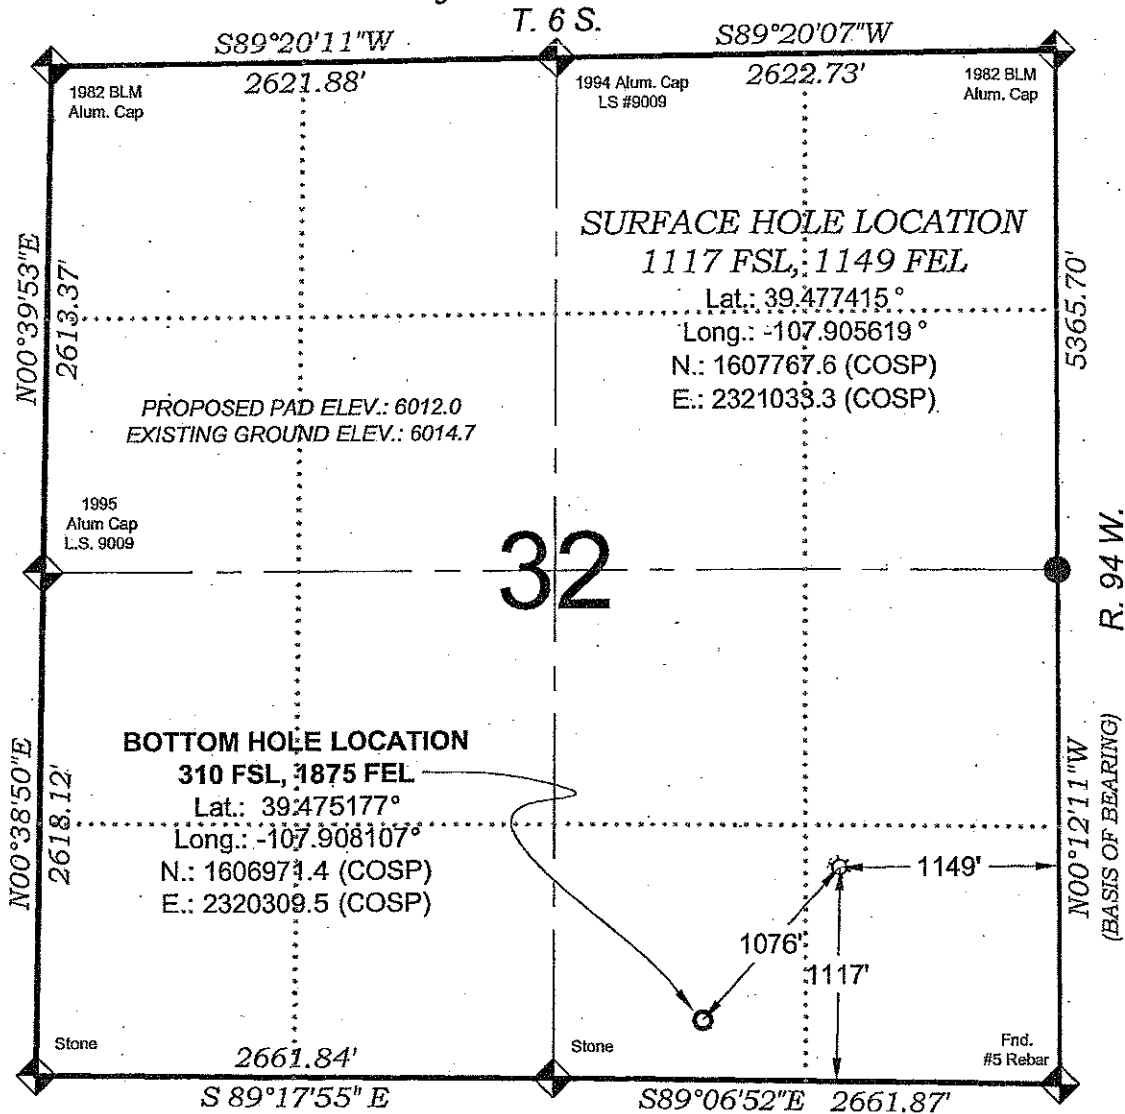 T. 6 S.
S89°20'11"W
S89°20'07"W
2621.88'
2622.73'
1982 BLM
Alum. Cap
1994 Alum. Cap
LS #9009
1982 BLM
Alum. Cap
SURFACE HOLE LOCATION
1117 FSL, 1149 FEL
Lat.: 39.477415°
Long.: -107.905619°
N.: 1607767.6 (COSP)
E.: 2321033.3 (COSP)
N00°39'53"E
2613.37'
5365.70'
PROPOSED PAD ELEV.: 6012.0
EXISTING GROUND ELEV.: 6014.7
1995
Alum Cap
L.S. 9009
32
R. 94 W.
BOTTOM HOLE LOCATION
310 FSL, 1875 FEL
Lat.: 39.475177°
Long.: -107.908107°
N.: 1606971.4 (COSP)
E.: 2320309.5 (COSP)
N00°38'50"E
2618.12'
N00°12'11"W
(BASIS OF BEARING)
1149'
1076'
1117'
Stone
Stone
Fnd.
#5 Rebar
2661.84'
S 89°17'55" E
S89°06'52"E 2661.87'